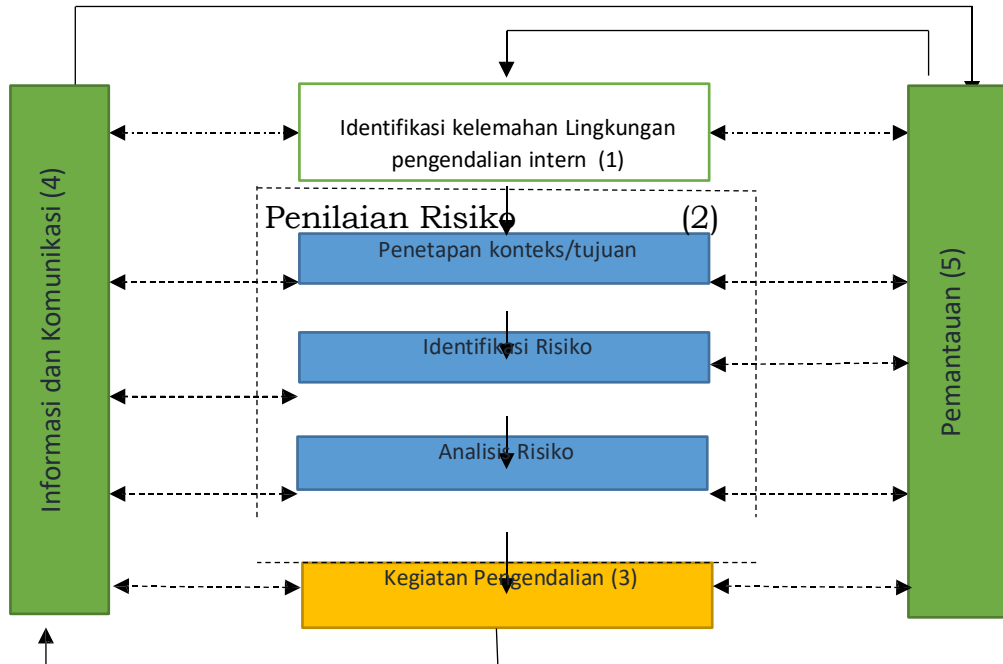 Identifikasi kelemahan Lingkungan
pengendalian intern (1)
Penilaian Risiko (2)
Penetapan konteks/tujuan
Identifikasi Risiko
Analisis Risiko
Kegiatan Pengendalian (3)
Informasi dan Komunikasi (4)
Pemantauan (5)